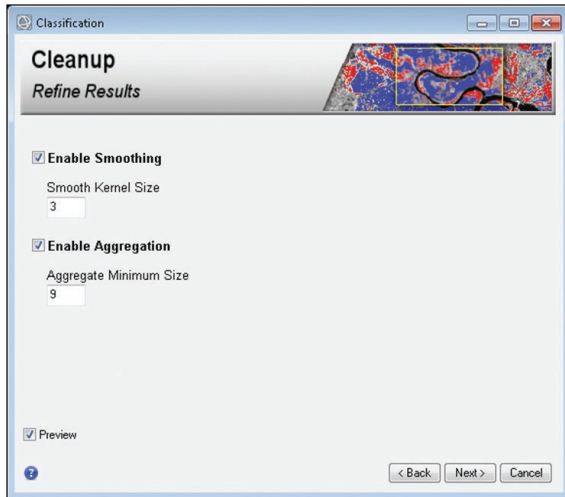 Classification
Cleanup
Refine Results
Enable Smoothing
Smooth Kernel Size
3
Enable Aggregation
Aggregate Minimum Size
9
Preview
?
< Back Next > Cancel